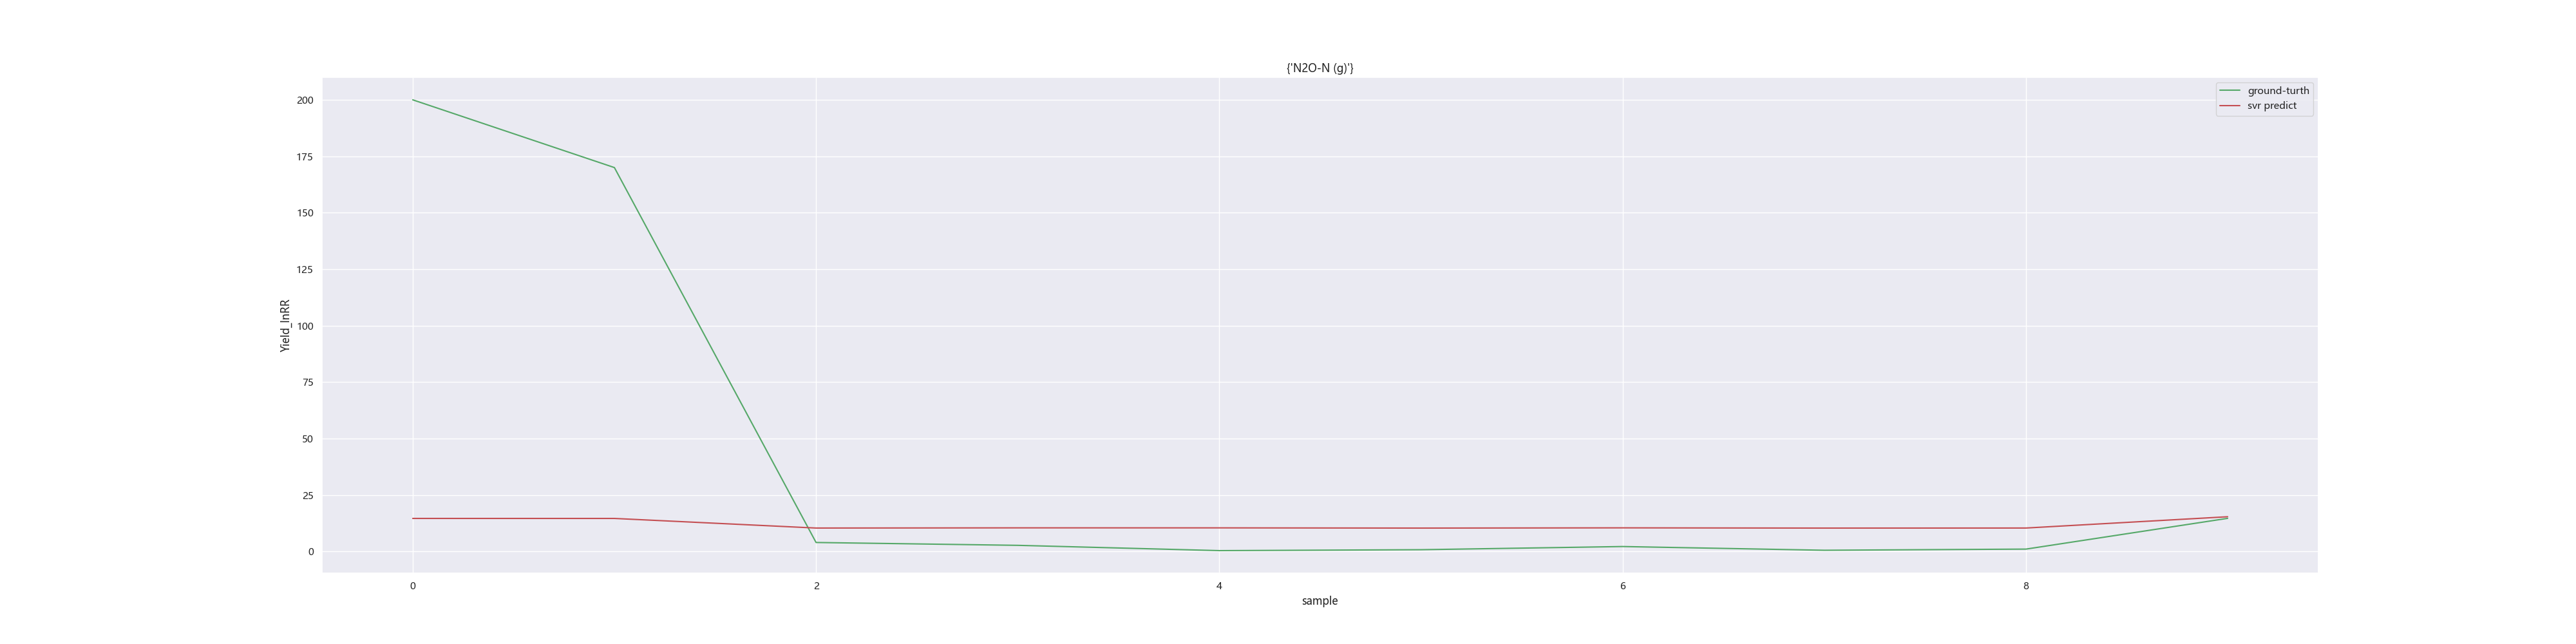 {'N2O-N (g)'}
ground-turth
svr predict
200
175
150
125
100
75
50
25
0
Yield_lnRR
0 2 4 6 8
sample